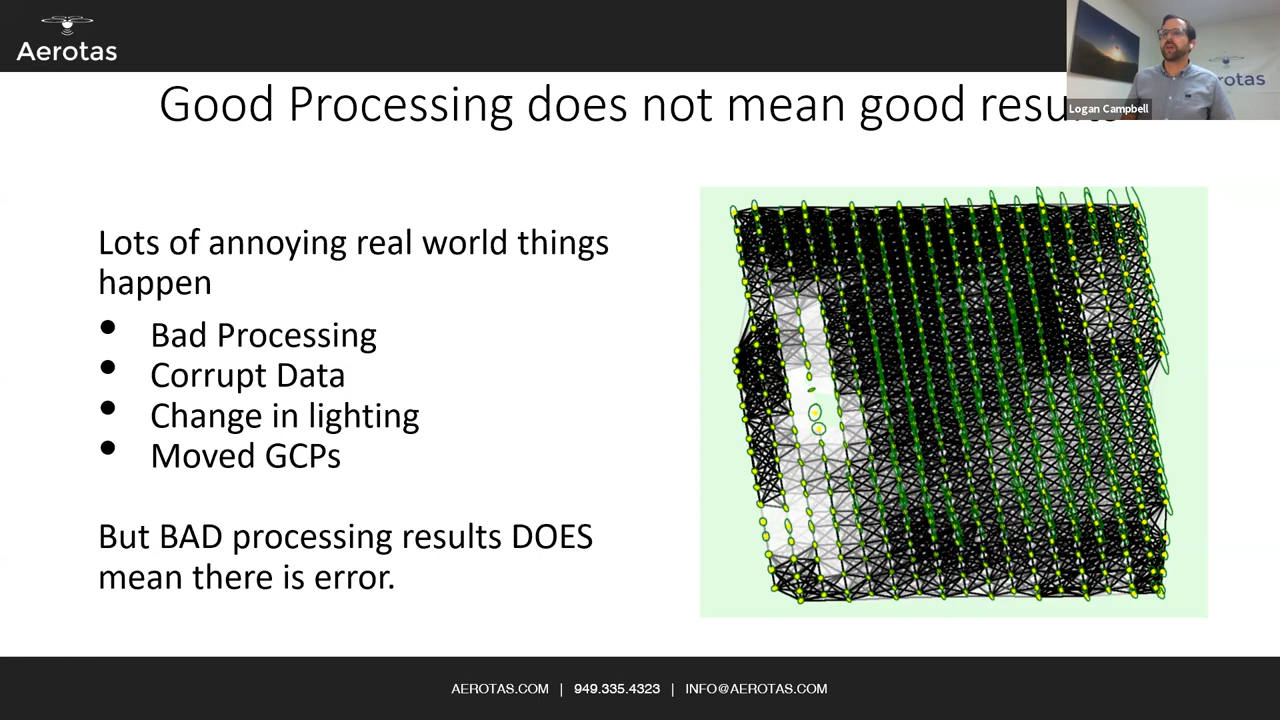 Aerotas
Good Processing does not mean good resu
rotas
Logan Campbell
Lots of annoying real world things
happen
• Bad Processing
• Corrupt Data
• Change in lighting
• Moved GCPs
But BAD processing results DOES
mean there is error.
AEROTAS.COM | 949.335.4323 | INFO@AEROTAS.COM